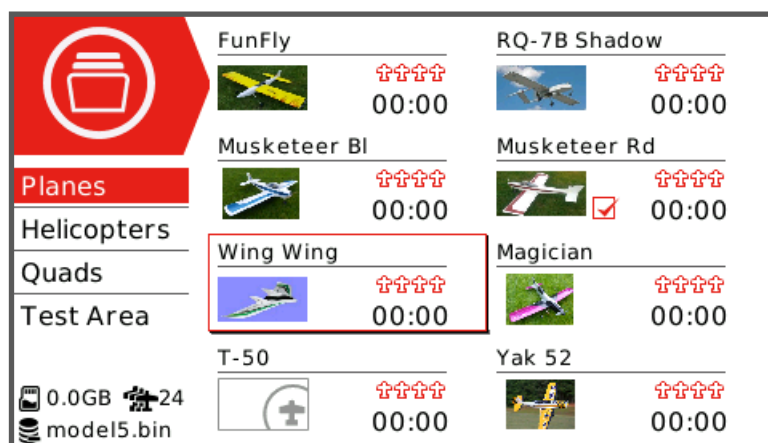 FunFly
00:00
RQ-7B Shadow
00:00
Musketeer Bl
00:00
Musketeer Rd
00:00
Wing Wing
00:00
Magician
00:00
T-50
00:00
Yak 52
00:00
Planes
Helicopters
Quads
Test Area
0.0GB 24
model5.bin